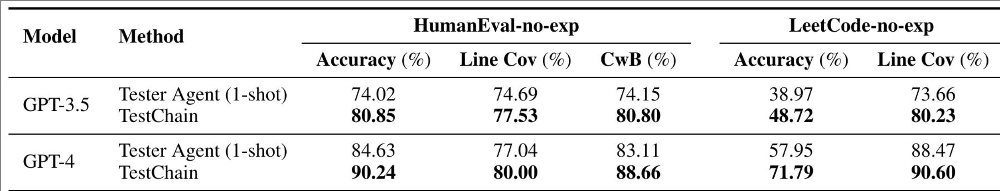 Model Method HumanEval-no-exp LeetCode-no-exp
Accuracy (%) Line Cov (%) CwB (%) Accuracy (%) Line Cov (%)
GPT-3.5 Tester Agent (1-shot) 74.02 74.69 74.15 38.97 73.66
TestChain 80.85 77.53 80.80 48.72 80.23
GPT-4 Tester Agent (1-shot) 84.63 77.04 83.11 57.95 88.47
TestChain 90.24 80.00 88.66 71.79 90.60